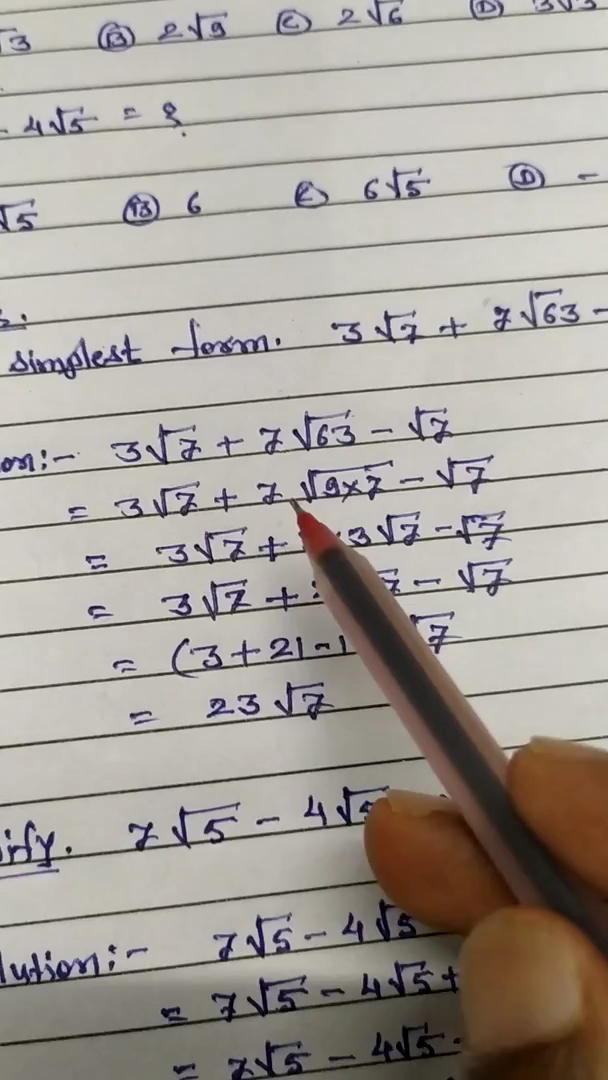 √3 Ⓑ 2√9 Ⓒ 2√6 Ⓓ 3√3
- 4√5 = ?
√5 Ⓑ 6 Ⓒ 6√5 Ⓓ -
simplest form. 3√7 + 7√63 -
on:- 3√7 + 7√63 - √7
= 3√7 + 7√9×7 - √7
= 3√7 + 3√7 - √7
= 3√7 + - √7
= (3+21-1 √7
= 23√7
ify. 7√5 - 4√5
lution:- 7√5 - 4√5
= 7√5 - 4√5 +
= 7√5 - 4√5